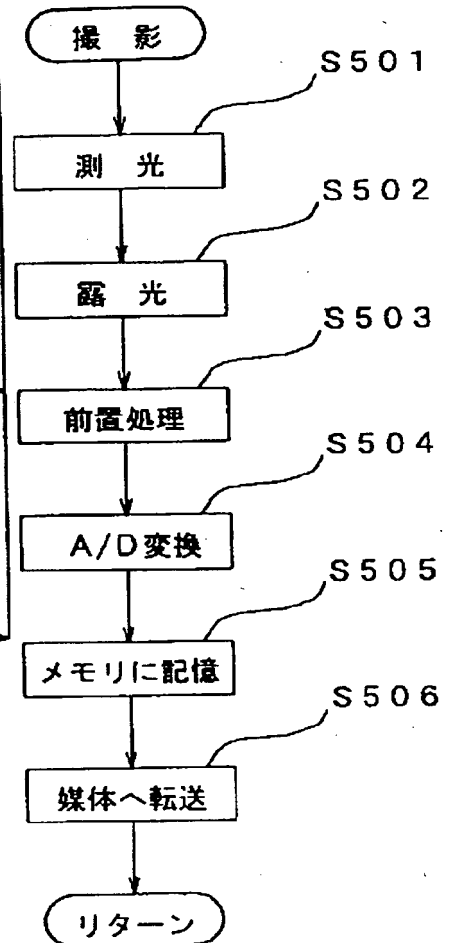 撮 影
S501
測 光
S502
露 光
S503
前置処理
S504
A/D変換
S505
メモリに記憶
S506
媒体へ転送
リターン